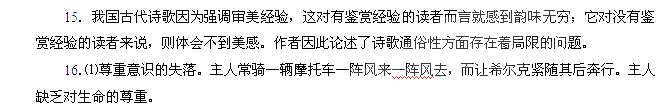 15. 我国古代诗歌因为强调审美经验，这对有鉴赏经验的读者而言就感到韵味无穷；它对没有鉴
赏经验的读者来说，则体会不到美感。作者因此论述了诗歌通俗性方面存在着局限的问题。
16.⑴尊重意识的失落。主人常骑一辆摩托车一阵风来一阵风去，而让希尔克紧随其后奔行。主人
缺乏对生命的尊重。